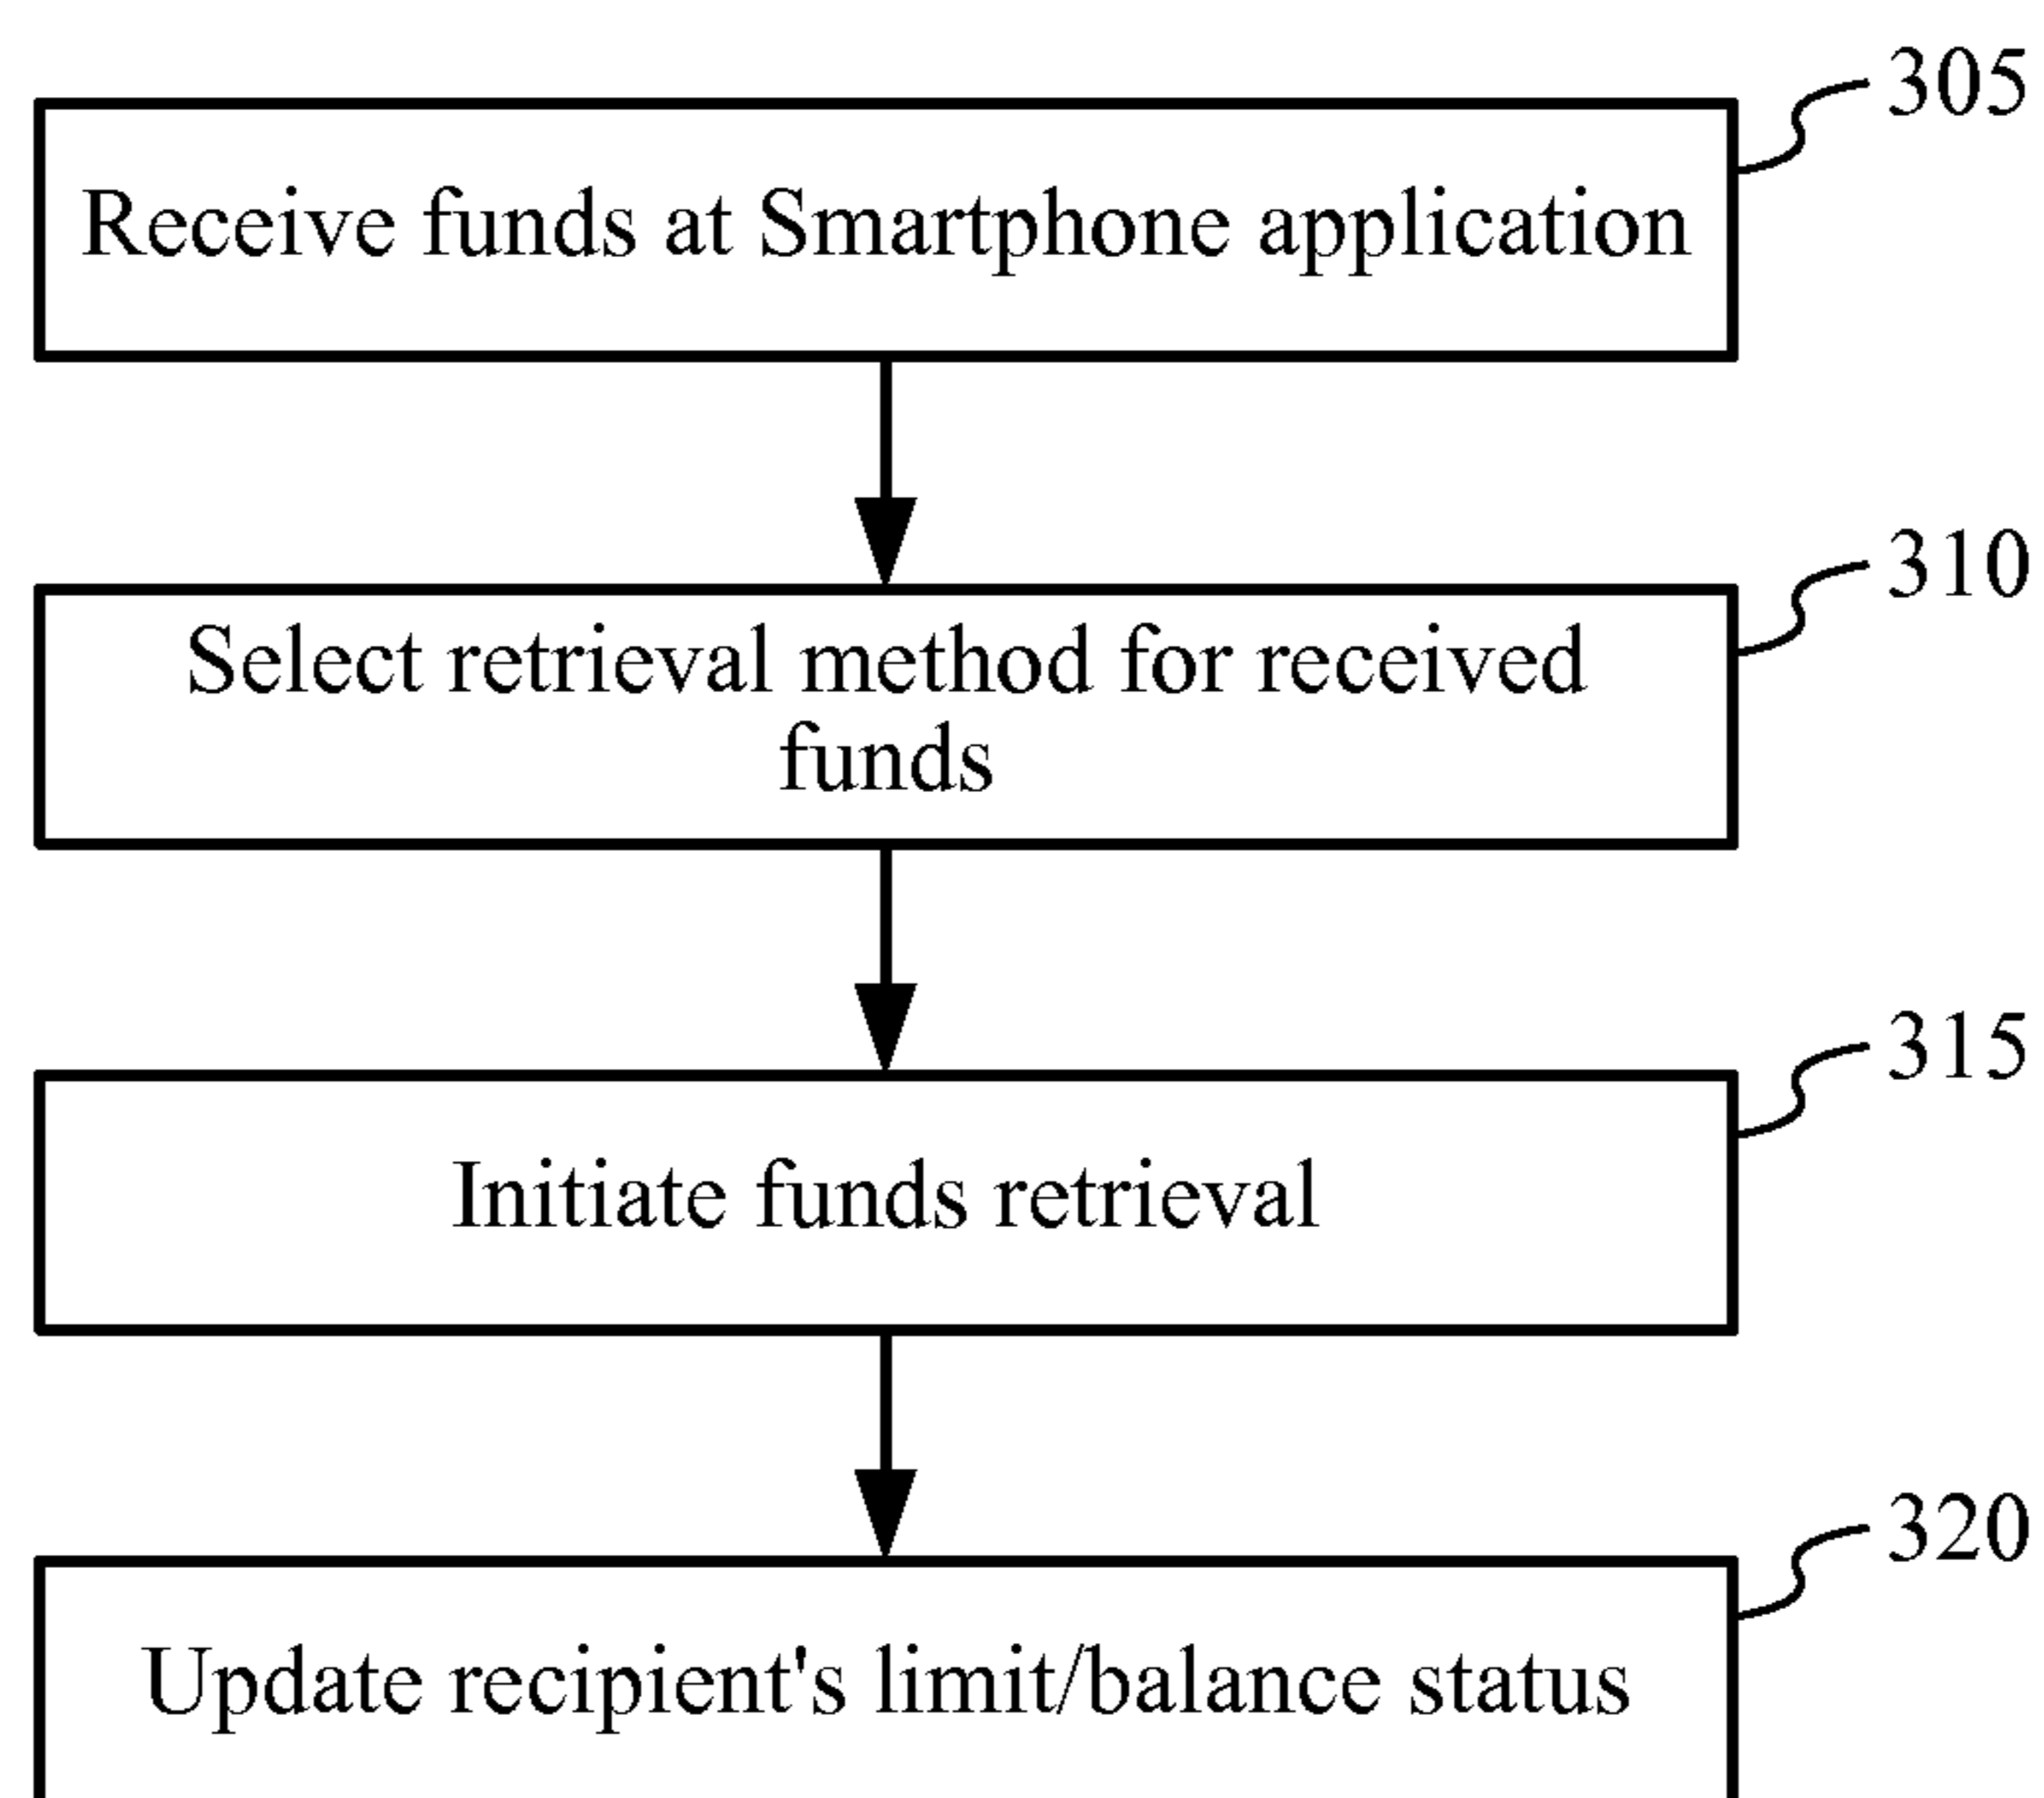 305
Receive funds at Smartphone application
310
Select retrieval method for received
funds
315
Initiate funds retrieval
320
Update recipient's limit/balance status